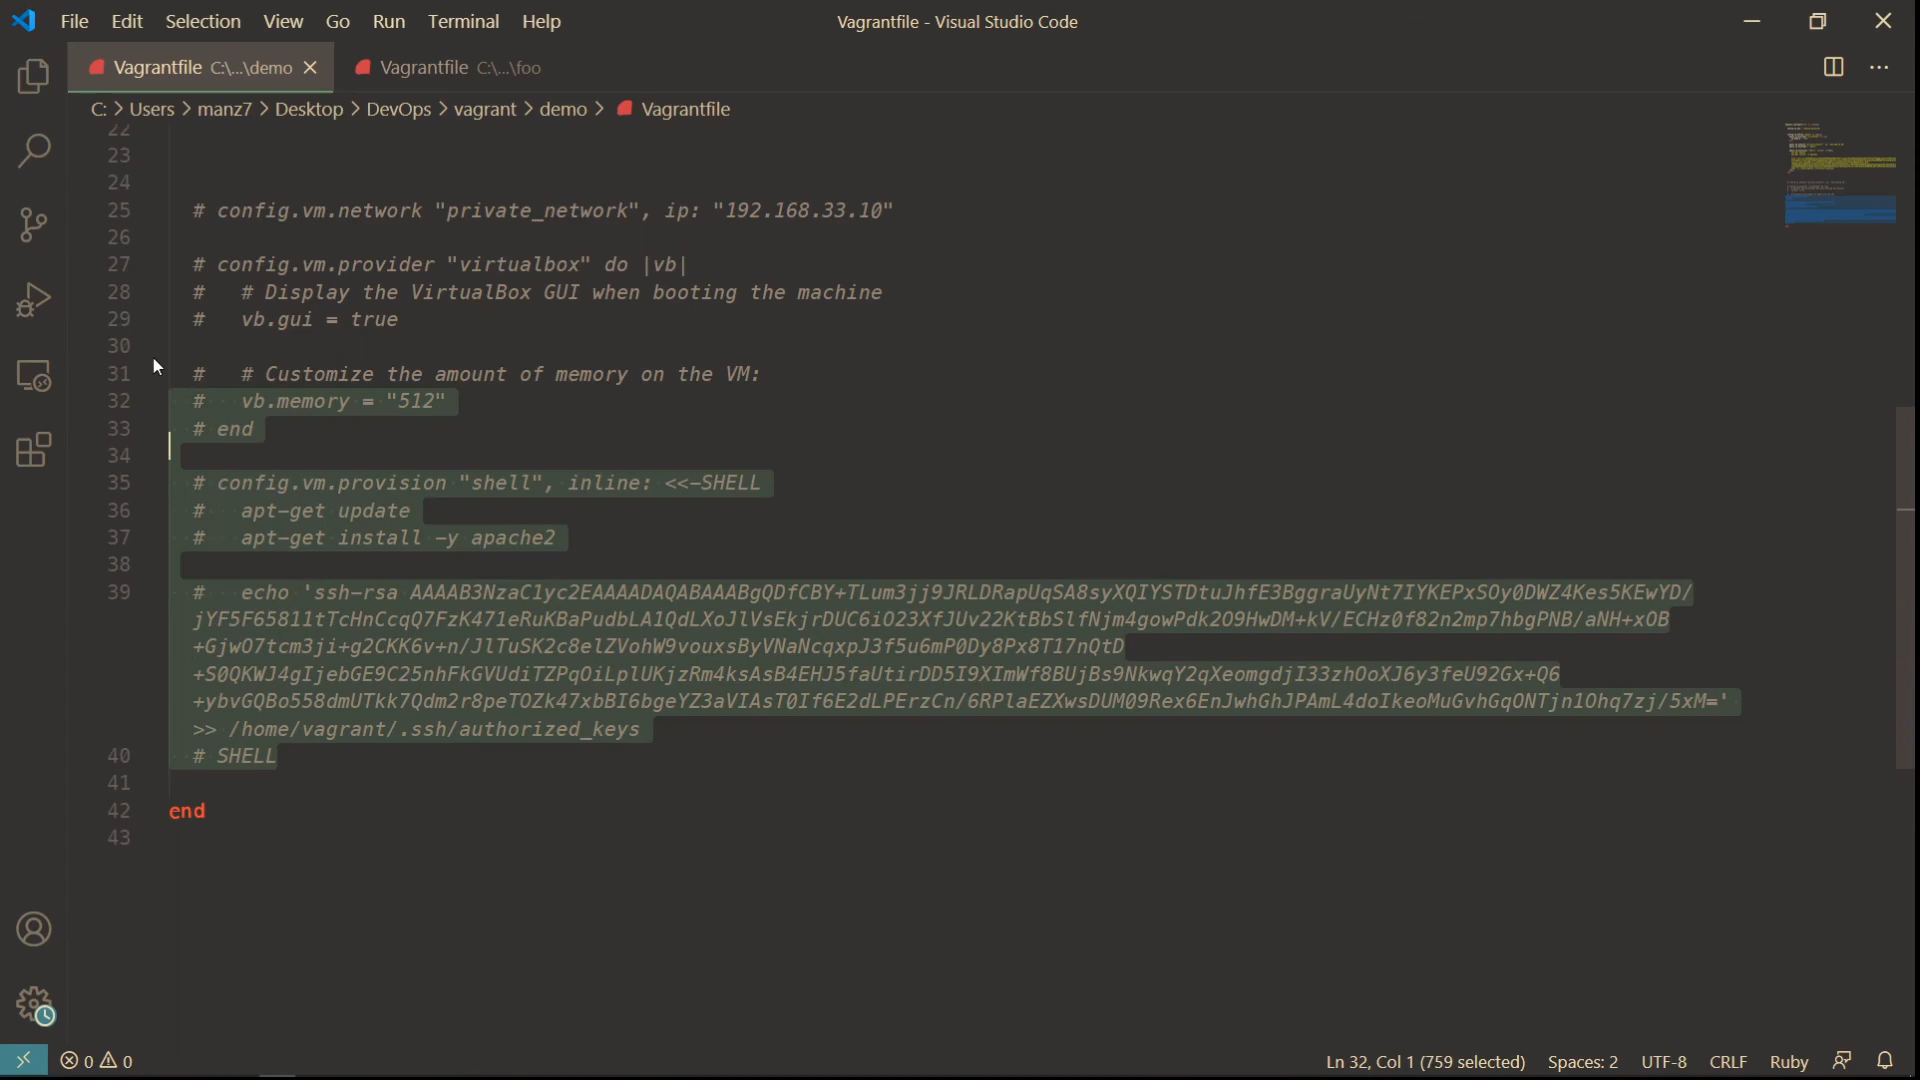 File Edit Selection View Go Run Terminal Help
Vagrantfile - Visual Studio Code
Vagrantfile C:\...\demo
Vagrantfile C:\...\foo
C: > Users > manz7 > Desktop > DevOps > vagrant > demo > Vagrantfile
22
23
24
25 # config.vm.network "private_network", ip: "192.168.33.10"
26
27 # config.vm.provider "virtualbox" do |vb|
28 # # Display the VirtualBox GUI when booting the machine
29 # vb.gui = true
30
31 # # Customize the amount of memory on the VM:
32 # vb.memory = "512"
33 # end
34
35 # config.vm.provision "shell", inline: <<-SHELL
36 # apt-get update
37 # apt-get install -y apache2
38
39 # echo 'ssh-rsa AAAAB3NzaC1yc2EAAAADAQABAAABgQDfCBY+TLum3jj9JRLDRapUqSA8syXQIYSTDtuJhfE3BggraUyNt7IYKEPxSOy0DWZ4Kes5KEwYD/
jYF5F65811tTcHnCcqQ7FzK471eRuKBaPudbLA1QdLXoJlVsEkjrDUC6iO23XfJUv22KtBbSlfNjm4gowPdk2O9HwDM+kV/ECHz0f82n2mp7hbgPNB/aNH+xOB
+GjwO7tcm3ji+g2CKK6v+n/JlTuSK2c8elZVohW9vouxsByVNaNcqxpJ3f5u6mP0Dy8Px8T17nQtD
+S0QKWJ4gIjebGE9C25nhFkGVUdiTZPqOiLplUKjzRm4ksAsB4EHJ5faUtirDD5I9XImWf8BUjBs9NkwqY2qXeomgdjI33zhOoXJ6y3feU92Gx+Q6
+ybvGQBo558dmUTkk7Qdm2r8peTOZk47xbBI6bgeYZ3aVIAsT0If6E2dLPErzCn/6RPlaEZXwsDUM09Rex6EnJwhGhJPAmL4doIkeoMuGvhGqONTjn1Ohq7zj/5xM='
>> /home/vagrant/.ssh/authorized_keys
40 # SHELL
41
42 end
43
0 0
Ln 32, Col 1 (759 selected) Spaces: 2 UTF-8 CRLF Ruby